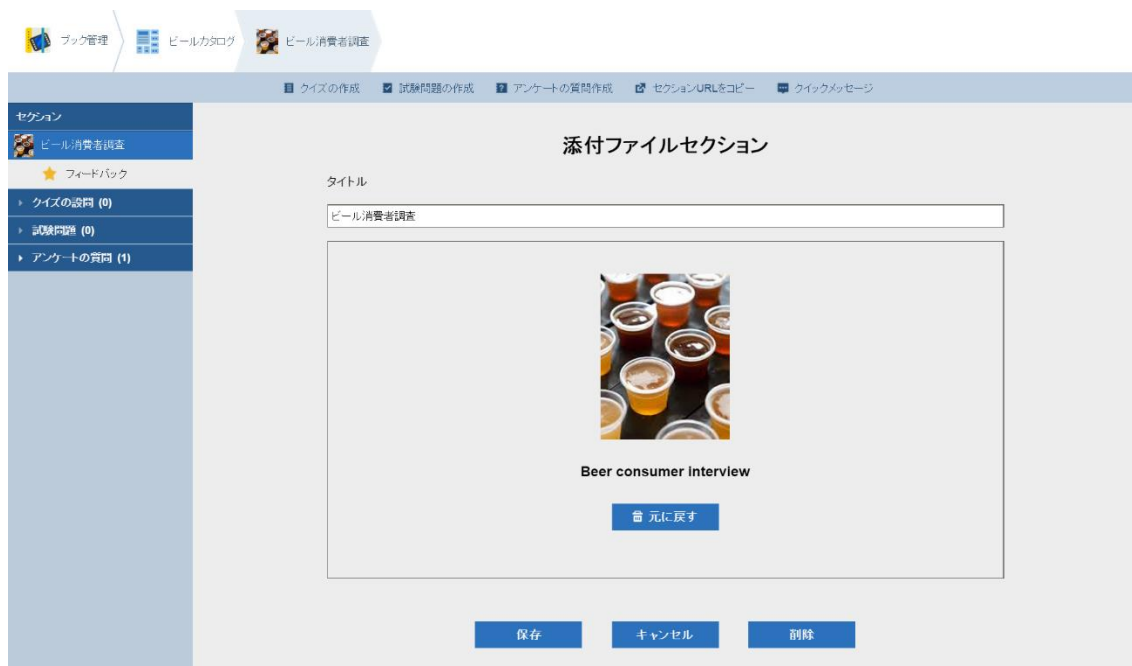 ブック管理 ビールカタログ ビール消費者調査
クイズの作成 試験問題の作成 アンケートの質問作成 セクションURLをコピー クイックメッセージ
セクション
ビール消費者調査
フィードバック
クイズの設問 (0)
試験問題 (0)
アンケートの質問 (1)
添付ファイルセクション
タイトル
ビール消費者調査
Beer consumer interview
元に戻す
保存 キャンセル 削除